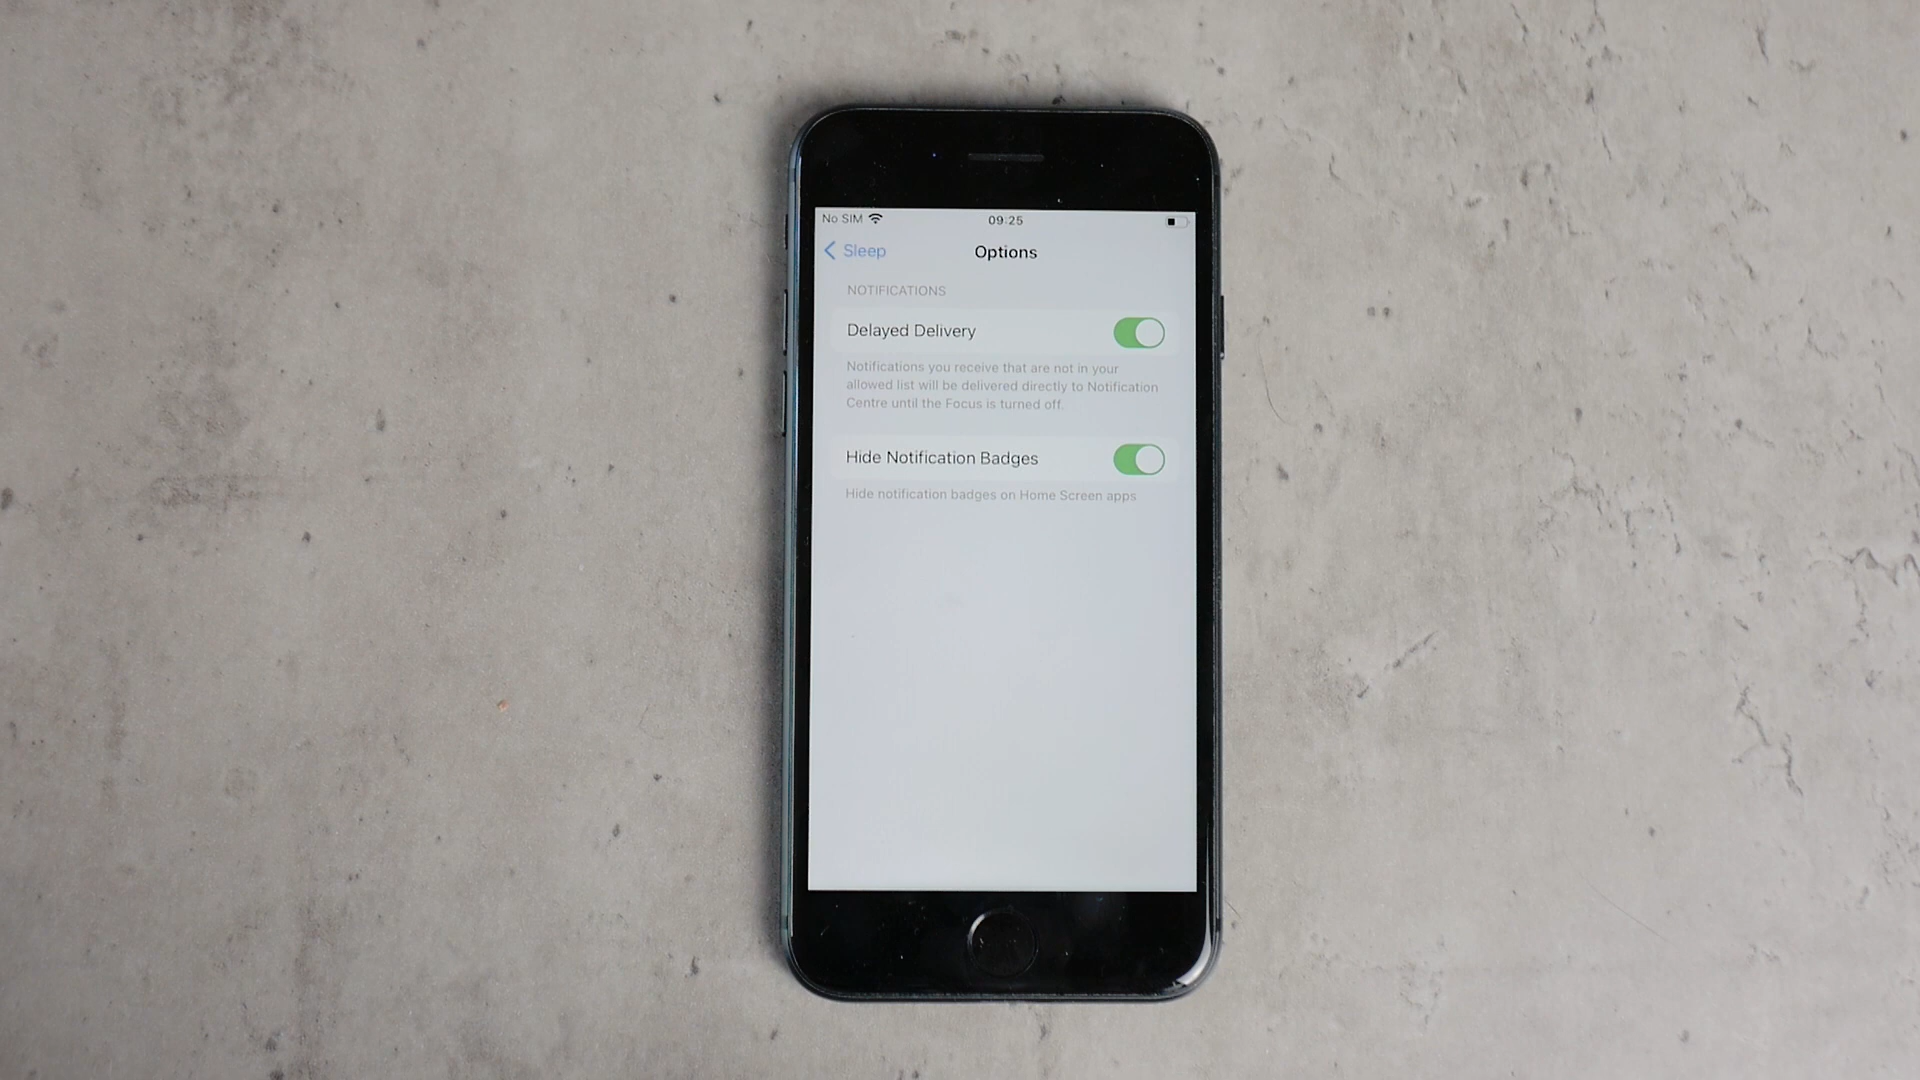 No SIM 09:25
Sleep Options
NOTIFICATIONS
Delayed Delivery
Notifications you receive that are not in your
allowed list will be delivered directly to Notification
Centre until the Focus is turned off.
Hide Notification Badges
Hide notification badges on Home Screen apps